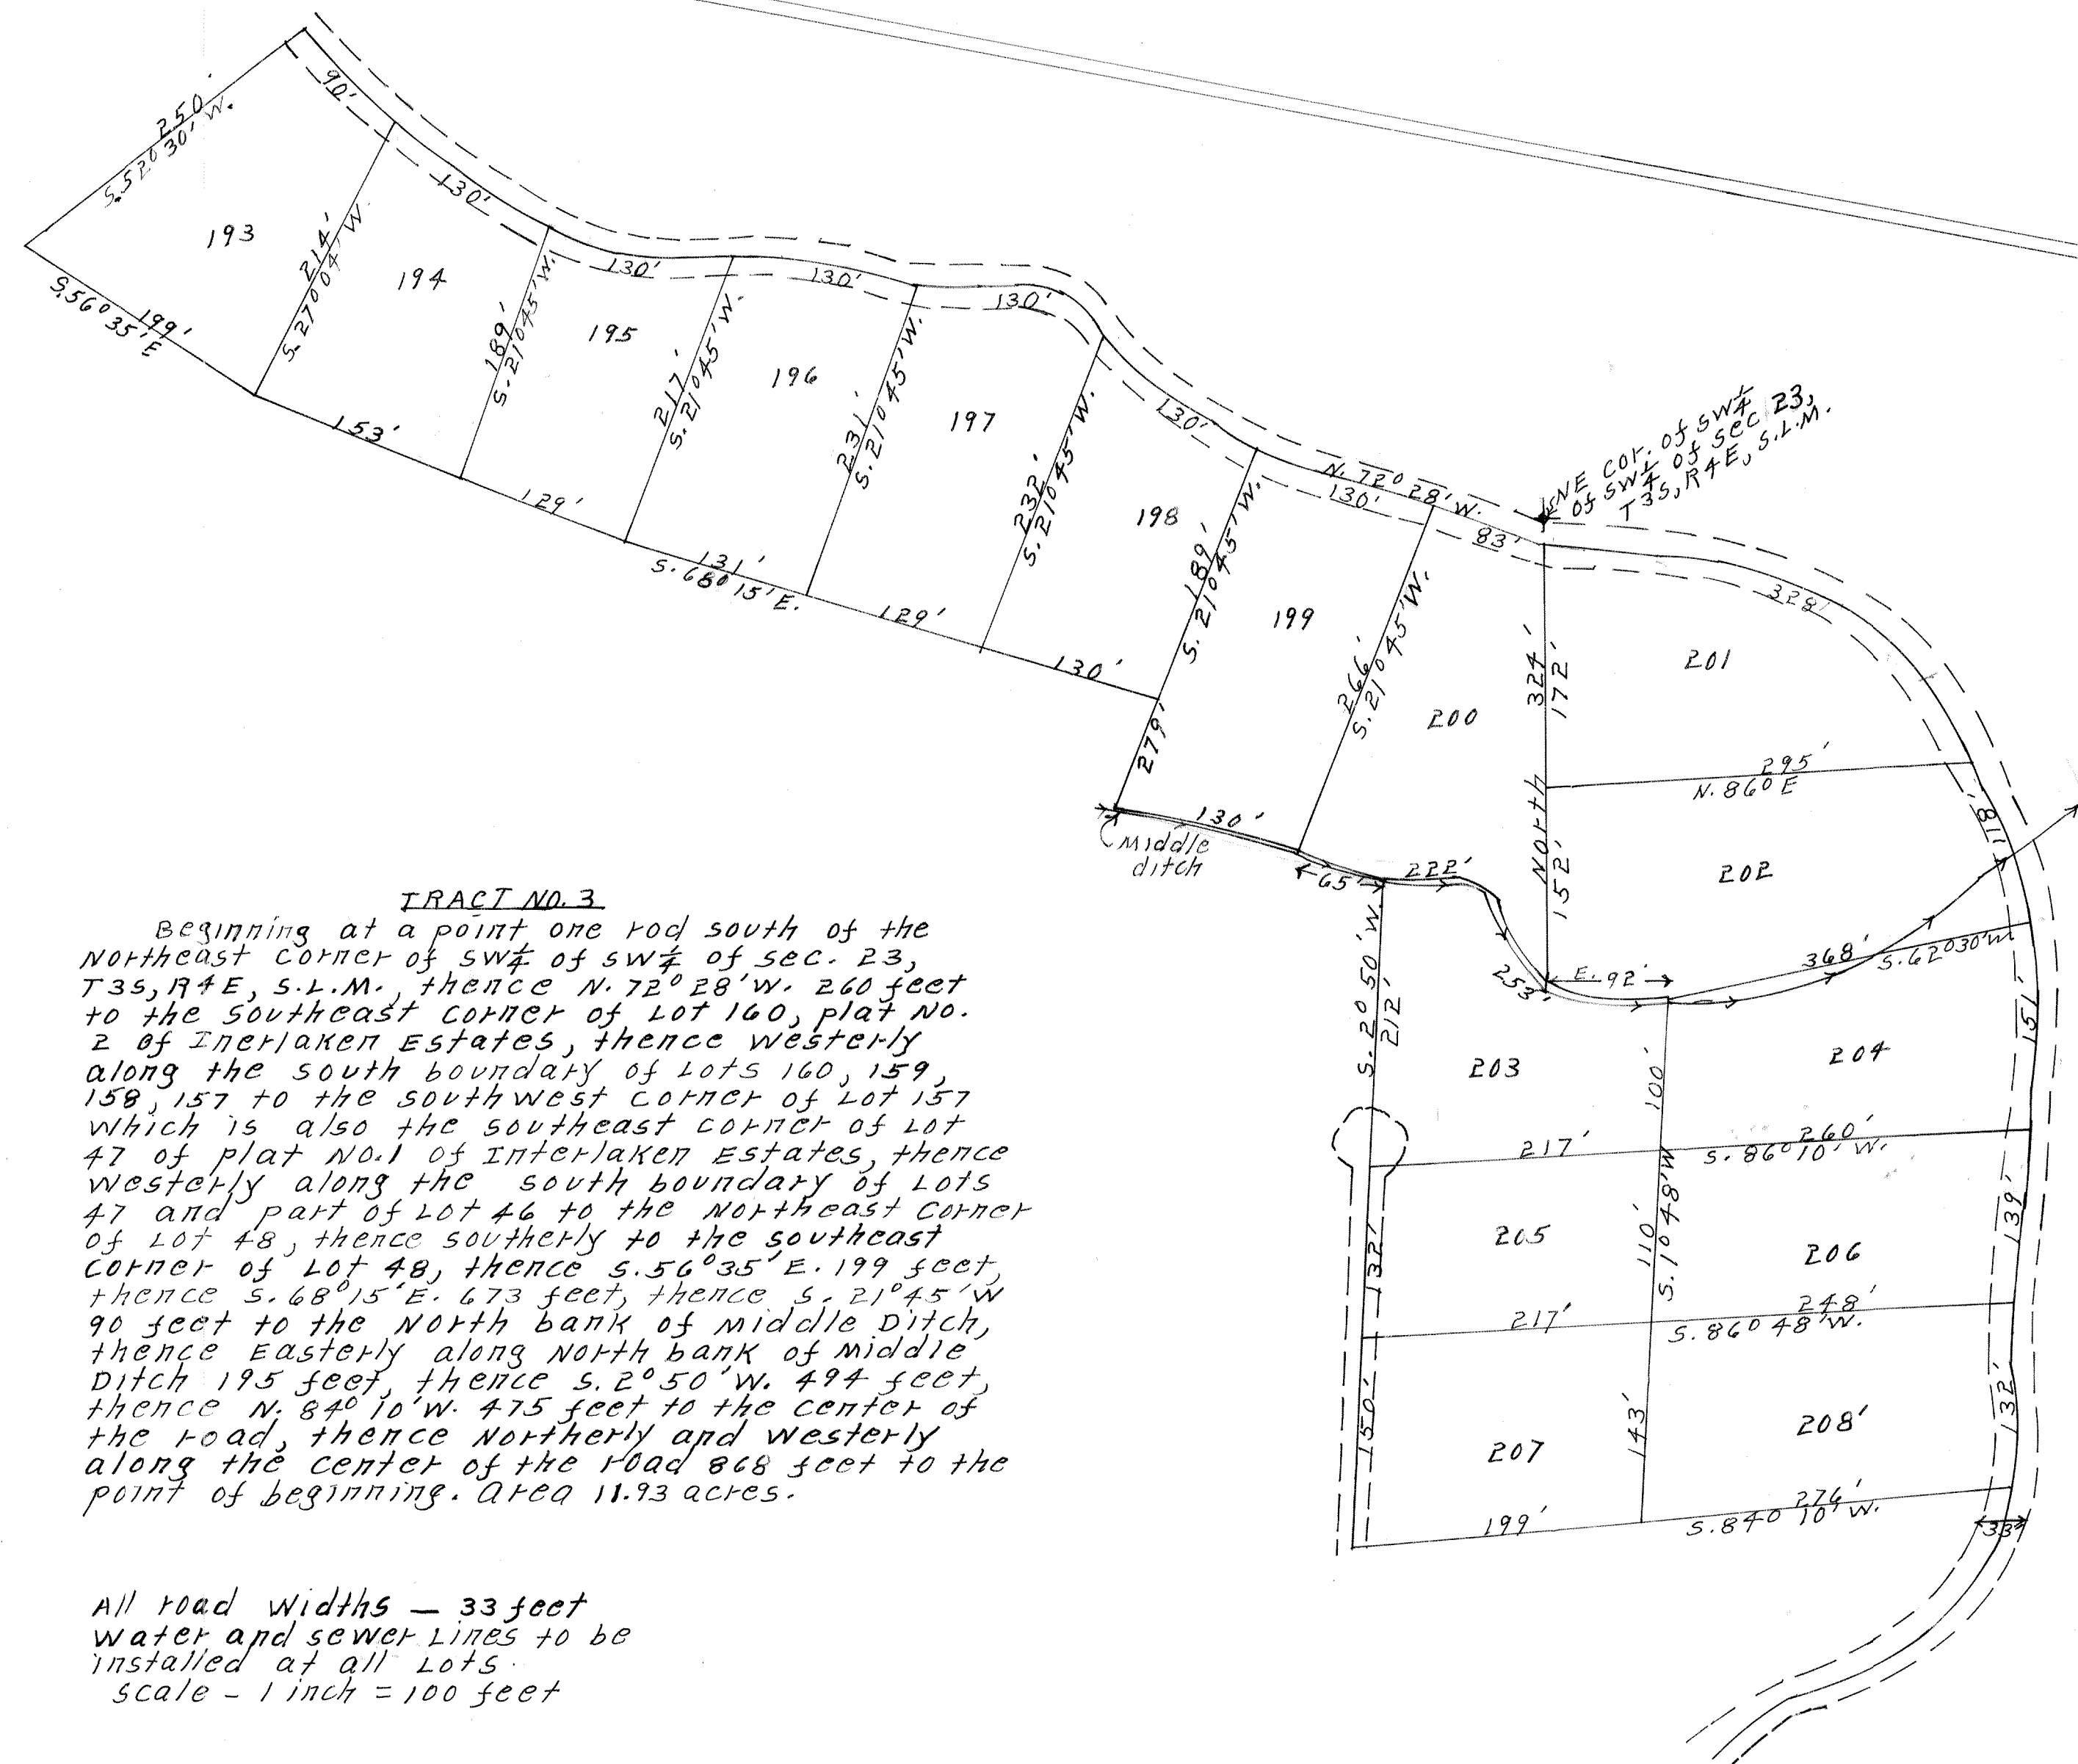 90'
250'
S.52° 30' W.
193
S.56° 35' E
199'
214'
S. 27° 04' W.
130'
194
153'
189'
S. 21° 45' W.
130'
195
129'
217'
S. 21° 45' W.
130'
196
131'
S. 68° 15' E.
231'
S. 21° 45' W.
130'
197
129'
232'
S. 21° 45' W.
130'
198
130'
189'
S. 21° 45' W.
279'
N. 72° 28' W.
130'
199
130'
266'
S. 21° 45' W.
83'
200
NE COR. of SW¼
of SW¼ of SEC 23,
T3S, R4E, S.L.M.
328'
201
324'
172'
North
152'
295'
N. 86° E
118'
202
Middle
ditch
65'
222'
253'
E. 92'
368'
S. 62° 30' W
S. 2° 50' W.
212'
203
100'
204
151'
217'
260'
S. 86° 10' W.
205
132'
110'
S. 1° 48' W
206
139'
217'
248'
S. 86° 48' W.
150'
207
143'
208'
132'
199'
276'
S. 84° 10' W.
33'
TRACT NO. 3
Beginning at a point one rod south of the
Northeast corner of SW¼ of SW¼ of sec. 23,
T3S, R4E, S.L.M., thence N. 72° 28' W. 260 feet
to the southeast corner of Lot 160, plat No.
2 of Inerlaken Estates, thence westerly
along the south boundary of Lots 160, 159,
158, 157 to the southwest corner of Lot 157
which is also the southeast corner of Lot
47 of plat NO.1 of Interlaken Estates, thence
westerly along the south boundary of Lots
47 and part of Lot 46 to the Northeast corner
of Lot 48, thence southerly to the southeast
corner of Lot 48, thence S. 56° 35' E. 199 feet,
thence S. 68° 15' E. 673 feet, thence S. 21° 45' W
90 feet to the North bank of Middle Ditch,
thence Easterly along North bank of Middle
Ditch 195 feet, thence S. 2° 50' W. 494 feet,
thence N. 84° 10' W. 475 feet to the center of
the road, thence Northerly and westerly
along the center of the road 868 feet to the
point of beginning. Area 11.93 acres.
All road widths — 33 feet
Water and sewer Lines to be
installed at all Lots.
scale - 1 inch = 100 feet